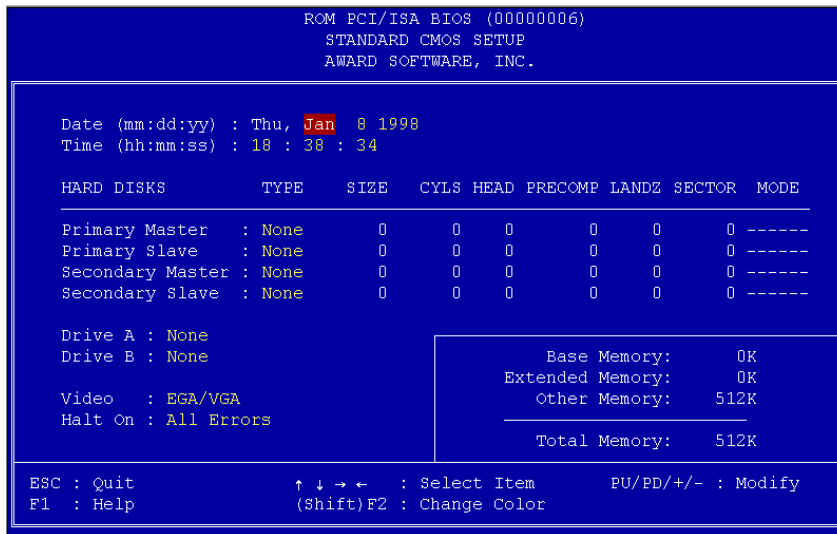 ROM PCI/ISA BIOS (00000006)
STANDARD CMOS SETUP
AWARD SOFTWARE, INC.
Date (mm:dd:yy) : Thu, Jan 8 1998
Time (hh:mm:ss) : 18 : 38 : 34
HARD DISKS TYPE SIZE CYLS HEAD PRECOMP LANDZ SECTOR MODE
Primary Master : None 0 0 0 0 0 0 ------
Primary Slave : None 0 0 0 0 0 0 ------
Secondary Master : None 0 0 0 0 0 0 ------
Secondary Slave : None 0 0 0 0 0 0 ------
Drive A : None
Drive B : None
Video : EGA/VGA
Halt On : All Errors
Base Memory: 0K
Extended Memory: 0K
Other Memory: 512K
Total Memory: 512K
ESC : Quit ↑ ↓ → ← : Select Item PU/PD/+/- : Modify
F1 : Help (Shift)F2 : Change Color